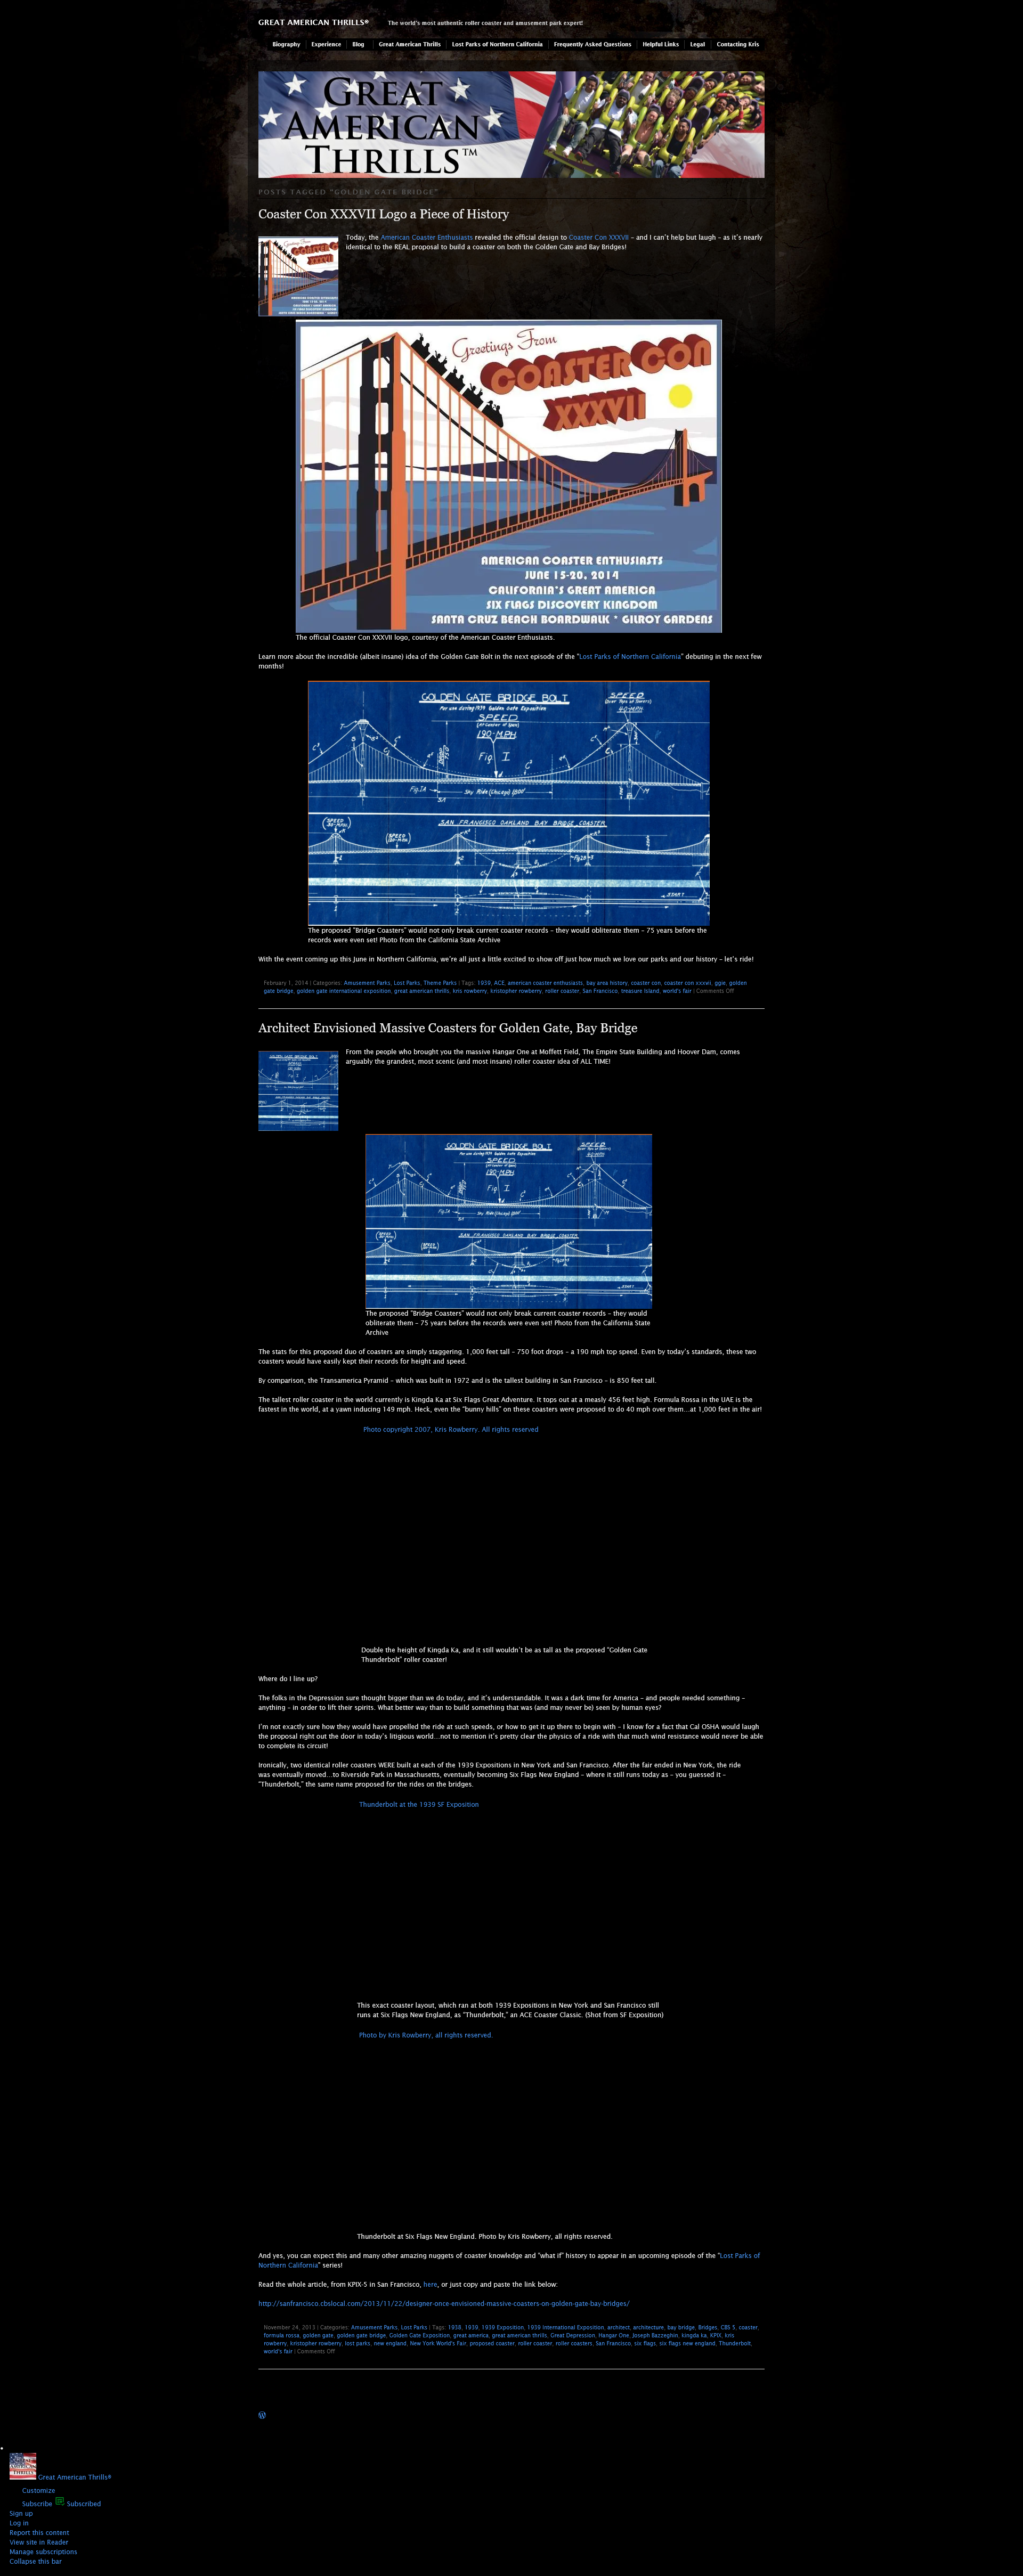 GREAT AMERICAN THRILLS®
The world's most authentic roller coaster and amusement park expert!
Biography
Experience
Blog
Great American Thrills
Lost Parks of Northern California
Frequently Asked Questions
Helpful Links
Legal
Contacting Kris
GREAT
AMERICAN
THRILLS™
POSTS TAGGED "GOLDEN GATE BRIDGE"
Coaster Con XXXVII Logo a Piece of History
Today, the American Coaster Enthusiasts revealed the official design to Coaster Con XXXVII – and I can't help but laugh – as it's nearly
identical to the REAL proposal to build a coaster on both the Golden Gate and Bay Bridges!
Greetings From
COASTER CON
XXXVII
AMERICAN COASTER ENTHUSIASTS
JUNE 15-20, 2014
CALIFORNIA'S GREAT AMERICA
SIX FLAGS DISCOVERY KINGDOM
SANTA CRUZ BEACH BOARDWALK * GILROY GARDENS
The official Coaster Con XXXVII logo, courtesy of the American Coaster Enthusiasts.
Learn more about the incredible (albeit insane) idea of the Golden Gate Bolt in the next episode of the "Lost Parks of Northern California" debuting in the next few
months!
GOLDEN GATE BRIDGE BOLT
For use during 1939 Golden Gate Exposition
SPEED
(at Center of Span)
190 M.P.H.
Fig. I
SPEED
(Over Top of Towers)
40 M.P.H.
Fig. IA
Sky Ride (Chicago)
SAN FRANCISCO OAKLAND BAY BRIDGE COASTER
The proposed "Bridge Coasters" would not only break current coaster records – they would obliterate them – 75 years before the
records were even set! Photo from the California State Archive
With the event coming up this June in Northern California, we're all just a little excited to show off just how much we love our parks and our history – let's ride!
February 1, 2014 | Categories: Amusement Parks, Lost Parks, Theme Parks | Tags: 1939, ACE, american coaster enthusiasts, bay area history, coaster con, coaster con xxxvii, ggie, golden
gate bridge, golden gate international exposition, great american thrills, kris rowberry, kristopher rowberry, roller coaster, San Francisco, treasure island, world's fair | Comments Off
Architect Envisioned Massive Coasters for Golden Gate, Bay Bridge
From the people who brought you the massive Hangar One at Moffett Field, The Empire State Building and Hoover Dam, comes
arguably the grandest, most scenic (and most insane) roller coaster idea of ALL TIME!
GOLDEN GATE BRIDGE BOLT
SPEED
190 M.P.H.
Fig. I
SPEED
40 M.P.H.
SAN FRANCISCO OAKLAND BAY BRIDGE COASTER
The proposed "Bridge Coasters" would not only break current coaster records – they would
obliterate them – 75 years before the records were even set! Photo from the California State
Archive
The stats for this proposed duo of coasters are simply staggering. 1,000 feet tall – 750 foot drops – a 190 mph top speed. Even by today's standards, these two
coasters would have easily kept their records for height and speed.
By comparison, the Transamerica Pyramid – which was built in 1972 and is the tallest building in San Francisco – is 850 feet tall.
The tallest roller coaster in the world currently is Kingda Ka at Six Flags Great Adventure. It tops out at a measly 456 feet high. Formula Rossa in the UAE is the
fastest in the world, at a yawn inducing 149 mph. Heck, even the "bunny hills" on these coasters were proposed to do 40 mph over them…at 1,000 feet in the air!
Photo copyright 2007, Kris Rowberry. All rights reserved
Double the height of Kingda Ka, and it still wouldn't be as tall as the proposed "Golden Gate
Thunderbolt" roller coaster!
Where do I line up?
The folks in the Depression sure thought bigger than we do today, and it's understandable. It was a dark time for America – and people needed something –
anything – in order to lift their spirits. What better way than to build something that was (and may never be) seen by human eyes?
I'm not exactly sure how they would have propelled the ride at such speeds, or how to get it up there to begin with – I know for a fact that Cal OSHA would laugh
the proposal right out the door in today's litigious world…not to mention it's pretty clear the physics of a ride with that much wind resistance would never be able
to complete its circuit!
Ironically, two identical roller coasters WERE built at each of the 1939 Expositions in New York and San Francisco. After the fair ended in New York, the ride
was eventually moved…to Riverside Park in Massachusetts, eventually becoming Six Flags New England – where it still runs today as – you guessed it –
"Thunderbolt," the same name proposed for the rides on the bridges.
Thunderbolt at the 1939 SF Exposition
This exact coaster layout, which ran at both 1939 Expositions in New York and San Francisco still
runs at Six Flags New England, as "Thunderbolt," an ACE Coaster Classic. (Shot from SF Exposition)
Photo by Kris Rowberry, all rights reserved.
Thunderbolt at Six Flags New England. Photo by Kris Rowberry, all rights reserved.
And yes, you can expect this and many other amazing nuggets of coaster knowledge and "what if" history to appear in an upcoming episode of the "Lost Parks of
Northern California" series!
Read the whole article, from KPIX-5 in San Francisco, here, or just copy and paste the link below:
http://sanfrancisco.cbslocal.com/2013/11/22/designer-once-envisioned-massive-coasters-on-golden-gate-bay-bridges/
November 24, 2013 | Categories: Amusement Parks, Lost Parks | Tags: 1938, 1939, 1939 Exposition, 1939 International Exposition, architect, architecture, bay bridge, Bridges, CBS 5, coaster,
formula rossa, golden gate, golden gate bridge, Golden Gate Exposition, great america, great american thrills, Great Depression, Hangar One, Joseph Bazzeghin, kingda ka, KPIX, kris
rowberry, kristopher rowberry, lost parks, new england, New York World's Fair, proposed coaster, roller coaster, roller coasters, San Francisco, six flags, six flags new england, Thunderbolt,
world's fair | Comments Off
Great American Thrills®
Customize
Subscribe Subscribed
Sign up
Log in
Report this content
View site in Reader
Manage subscriptions
Collapse this bar